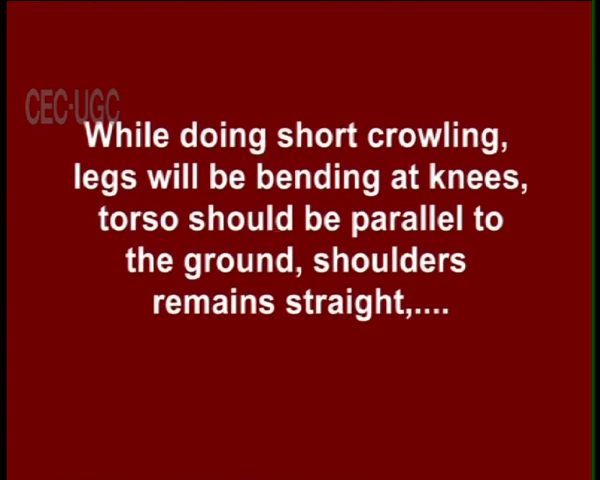 CEC-UGC
While doing short crowling,
legs will be bending at knees,
torso should be parallel to
the ground, shoulders
remains straight,....